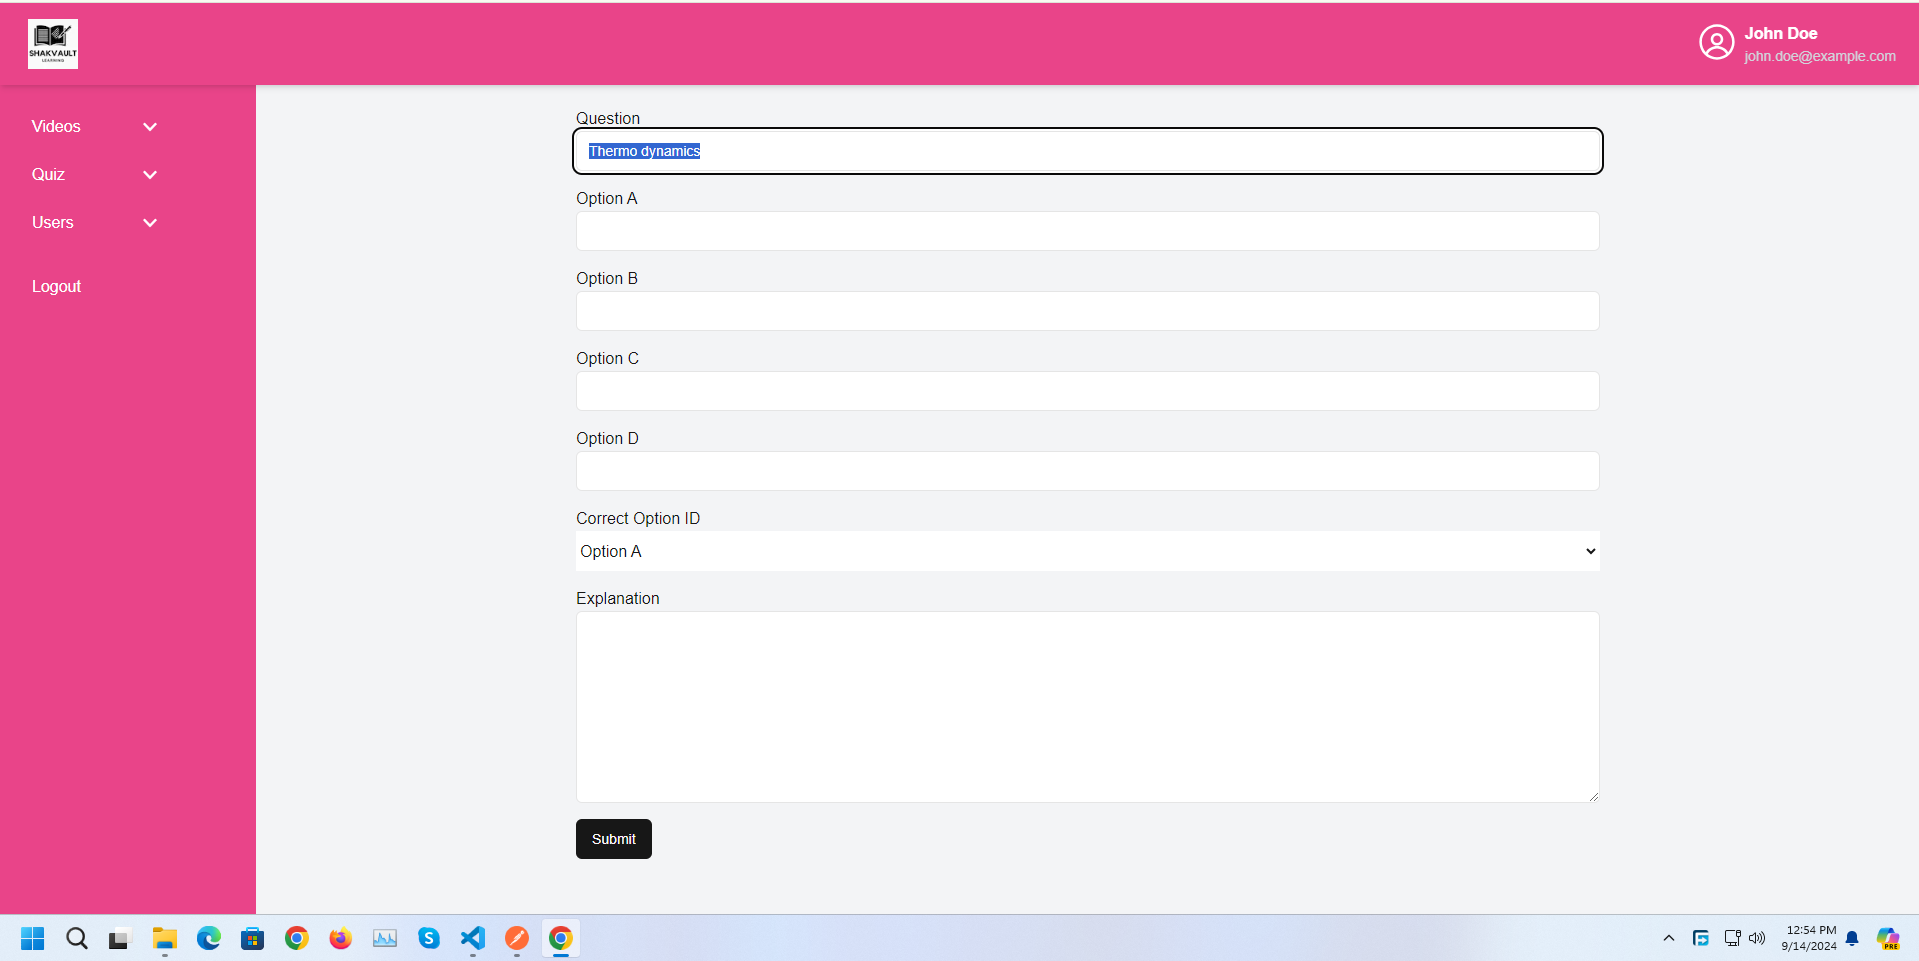 SHAKVAULT
LEARNING
John Doe
john.doe@example.com
Videos
Quiz
Users
Logout
Question
Thermo dynamics
Option A
Option B
Option C
Option D
Correct Option ID
Option A
Explanation
Submit
12:54 PM
9/14/2024
PRE